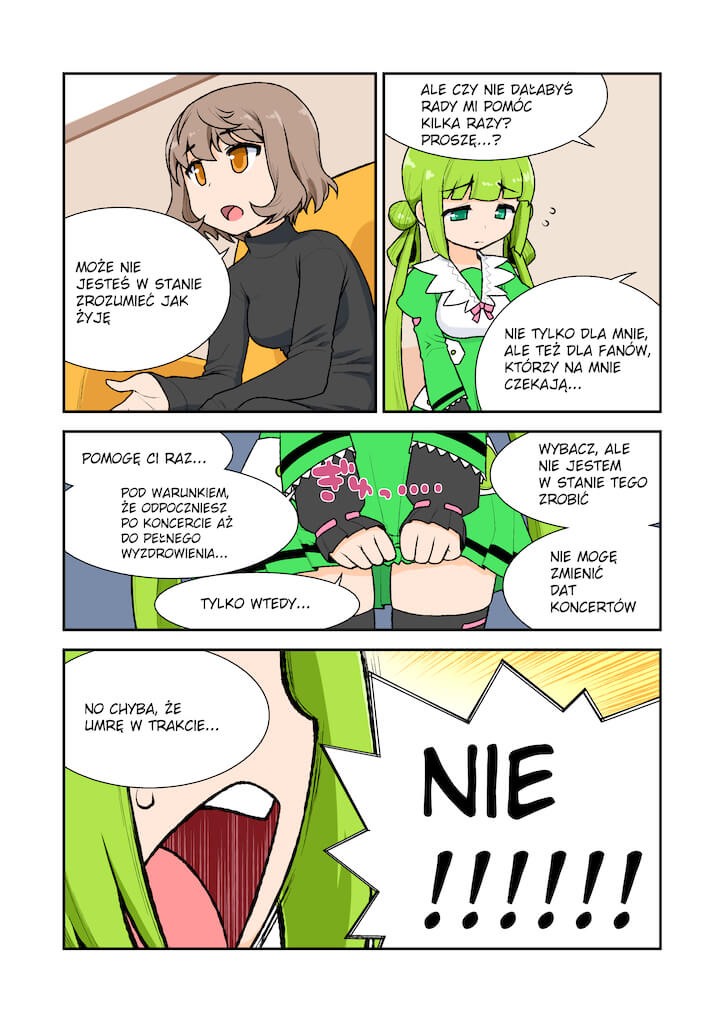 ALE CZY NIE DAŁABYŚ
RADY MI POMÓC
KILKA RAZY?
PROSZĘ...?
NIE TYLKO DLA MNIE,
ALE TEŻ DLA FANÓW,
KTÓRZY NA MNIE
CZEKAJĄ...
MOŻE NIE
JESTEŚ W STANIE
ZROZUMIEĆ JAK
ŻYJĘ
WYBACZ, ALE
NIE JESTEM
W STANIE TEGO
ZROBIĆ
NIE MOGĘ
ZMIENIĆ
DAT
KONCERTÓW
ぎゅっ....
POMOGĘ CI RAZ...
POD WARUNKIEM,
ŻE ODPOCZNIESZ
PO KONCERCIE AŻ
DO PEŁNEGO
WYZDROWIENIA...
TYLKO WTEDY...
NIE
!!!!!!
NO CHYBA, ŻE
UMRĘ W TRAKCIE...